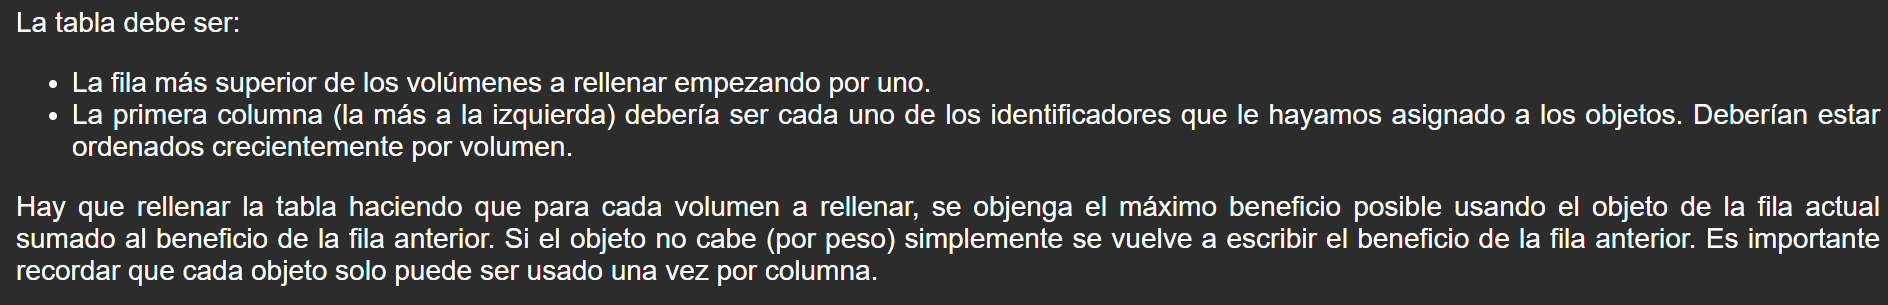 La tabla debe ser:
• La fila más superior de los volúmenes a rellenar empezando por uno.
• La primera columna (la más a la izquierda) debería ser cada uno de los identificadores que le hayamos asignado a los objetos. Deberían estar
ordenados crecientemente por volumen.
Hay que rellenar la tabla haciendo que para cada volumen a rellenar, se objenga el máximo beneficio posible usando el objeto de la fila actual
sumado al beneficio de la fila anterior. Si el objeto no cabe (por peso) simplemente se vuelve a escribir el beneficio de la fila anterior. Es importante
recordar que cada objeto solo puede ser usado una vez por columna.